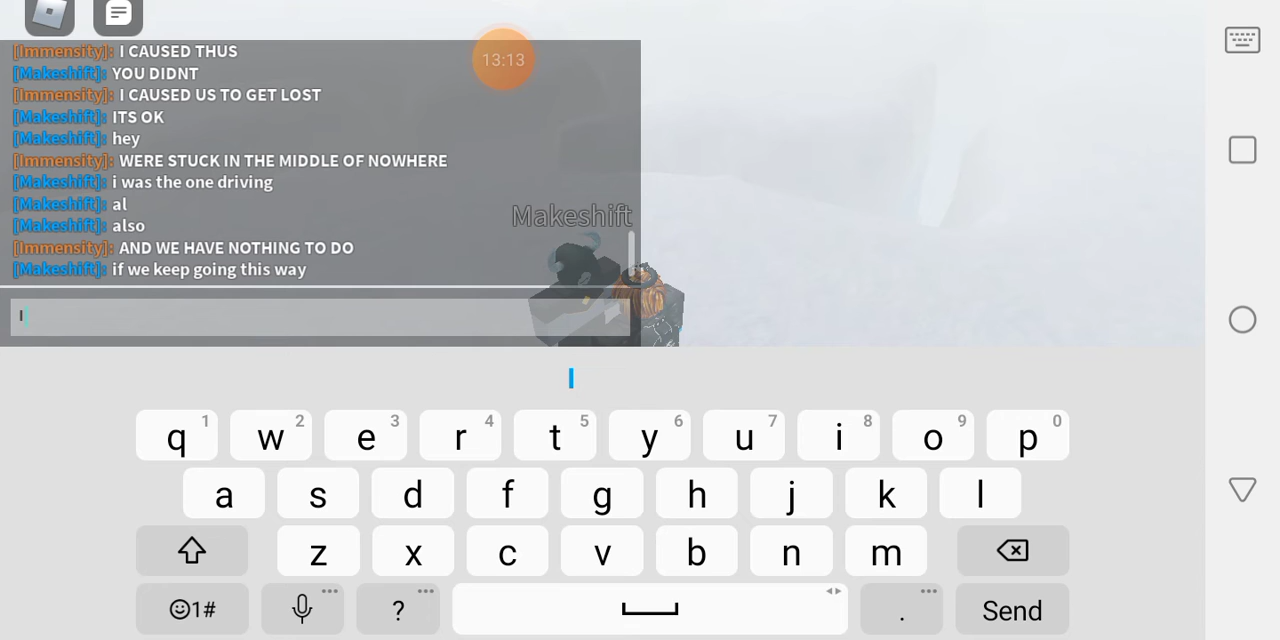 [Immensity]: I CAUSED THUS
[Makeshift]: YOU DIDNT
[Immensity]: I CAUSED US TO GET LOST
[Makeshift]: ITS OK
[Makeshift]: hey
[Immensity]: WERE STUCK IN THE MIDDLE OF NOWHERE
[Makeshift]: i was the one driving
[Makeshift]: al
[Makeshift]: also
[Immensity]: AND WE HAVE NOTHING TO DO
[Makeshift]: if we keep going this way
13:13
Makeshift
I
I
q 1 w 2 e 3 r 4 t 5 y 6 u 7 i 8 o 9 p 0
a s d f g h j k l
z x c v b n m
☺1# ? . Send